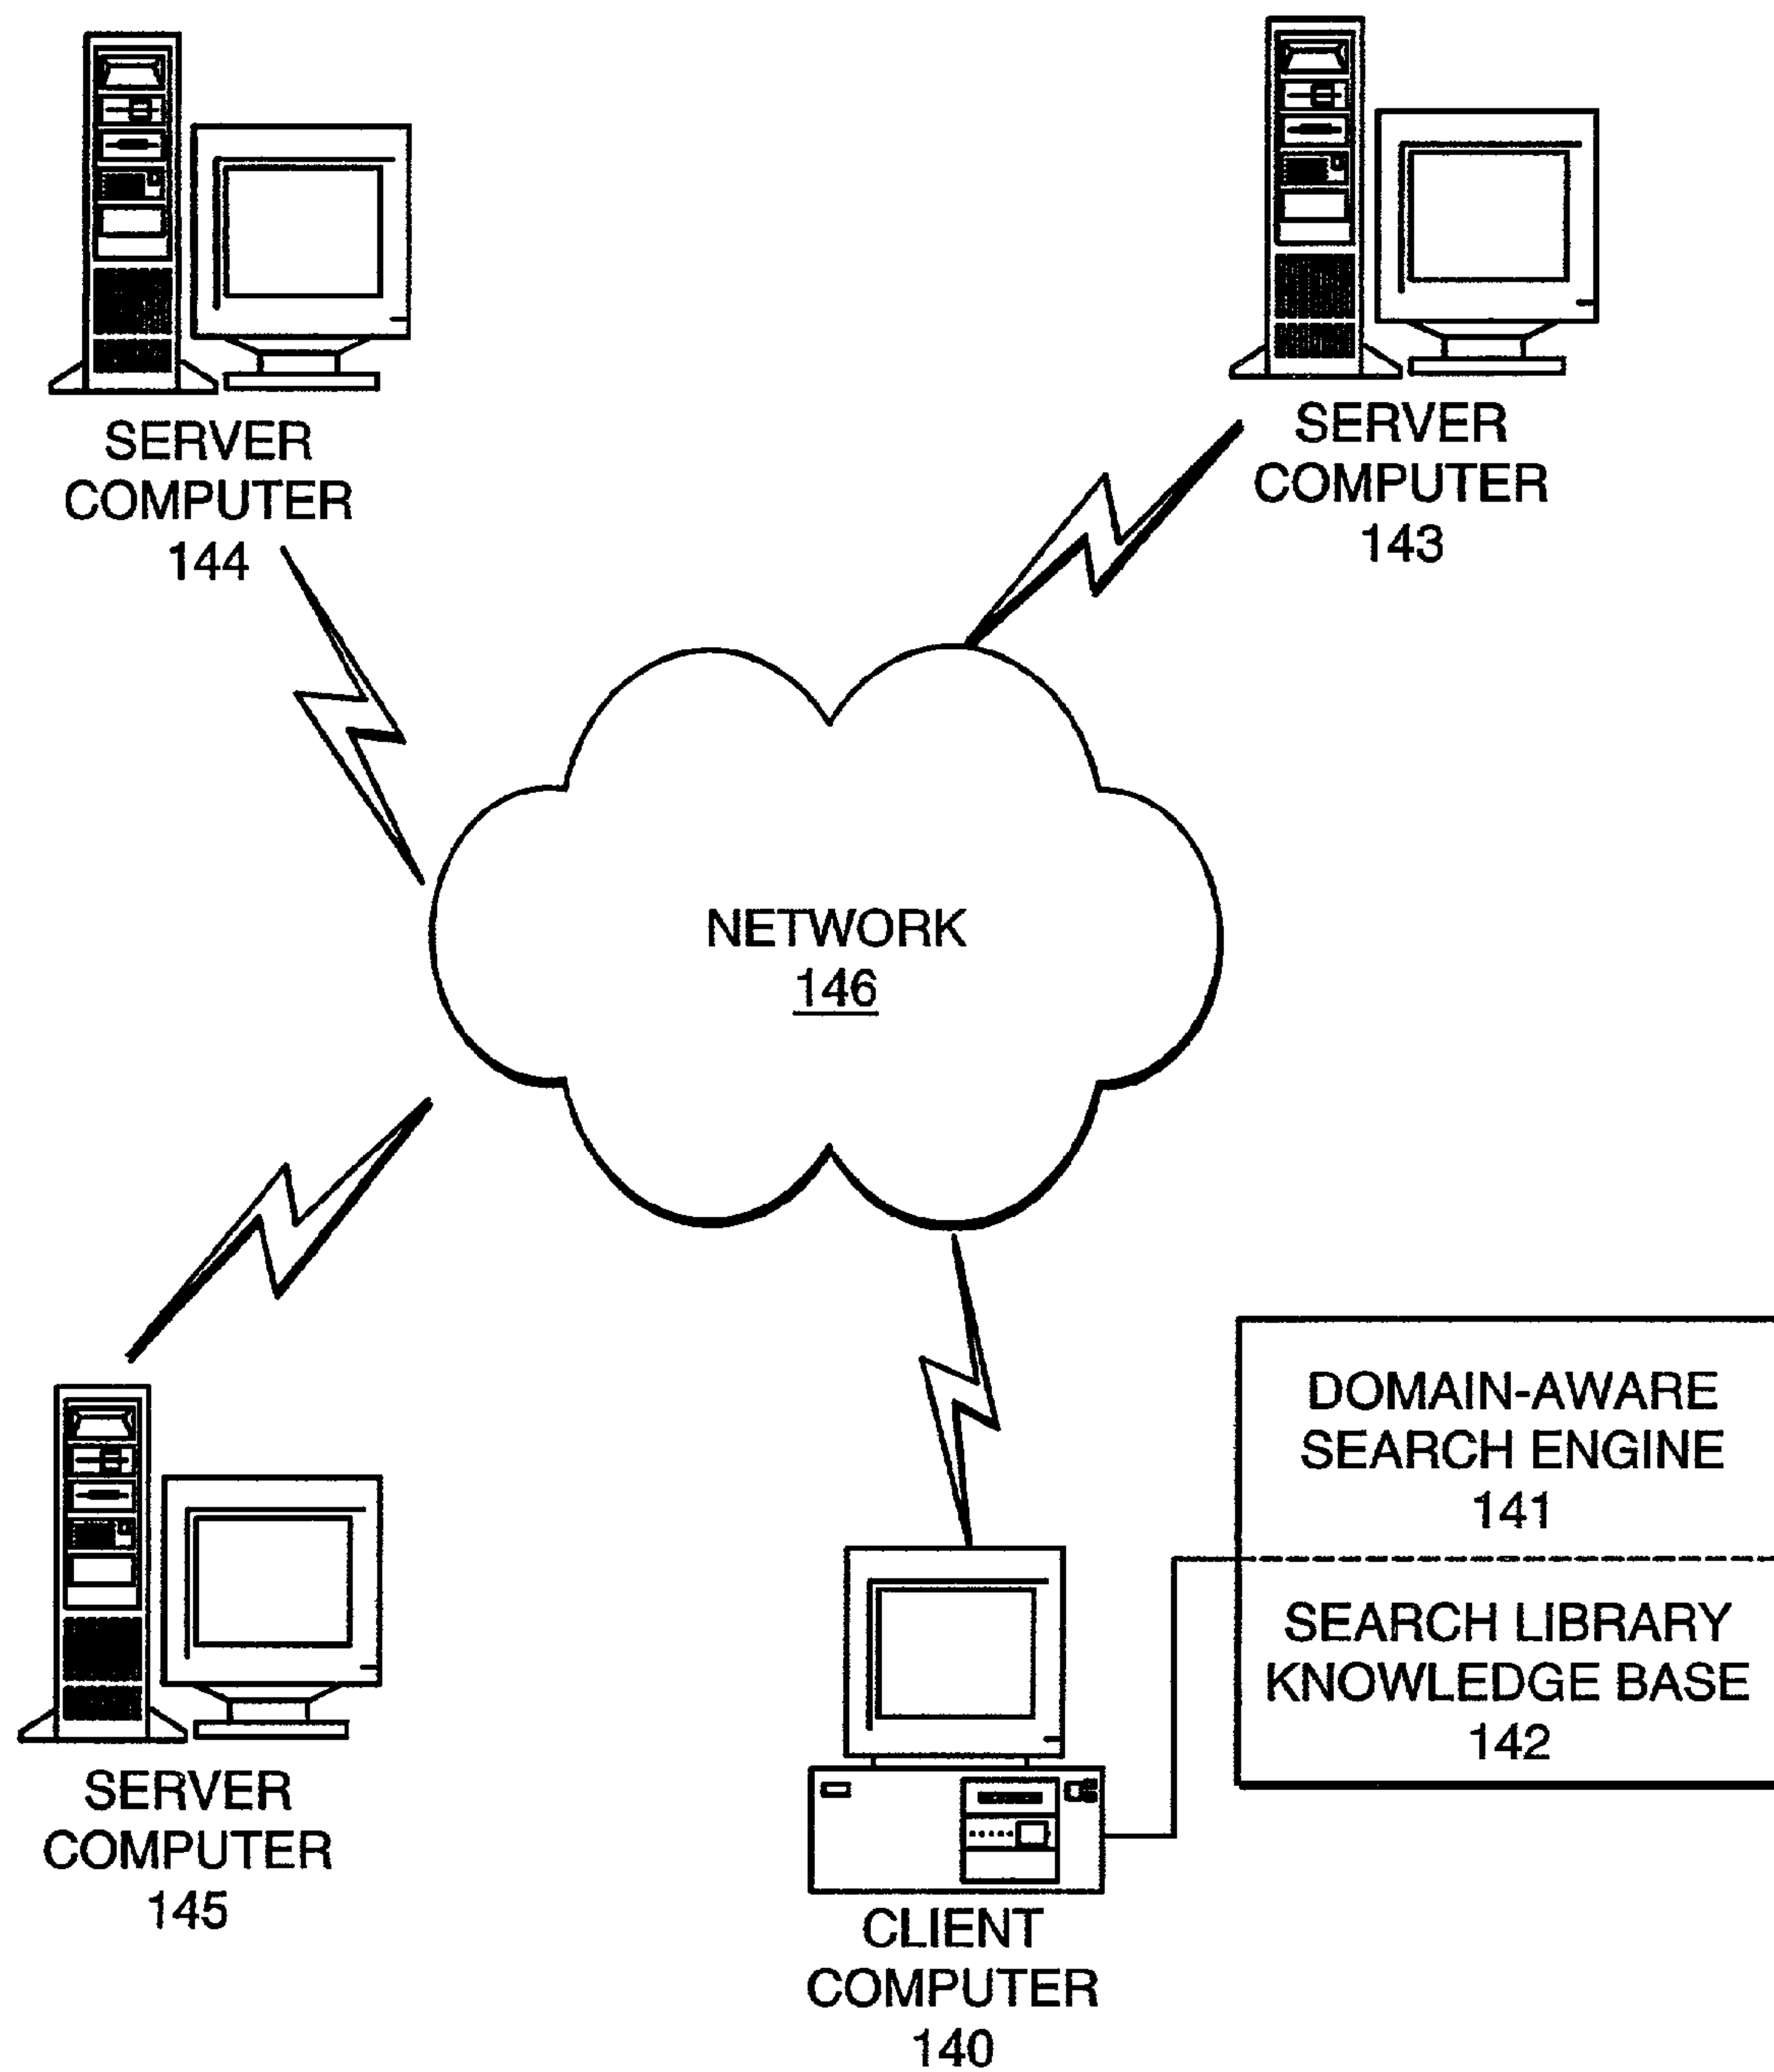 SERVER
COMPUTER
144
SERVER
COMPUTER
143
NETWORK
146
DOMAIN-AWARE
SEARCH ENGINE
141
SEARCH LIBRARY
KNOWLEDGE BASE
142
SERVER
COMPUTER
145
CLIENT
COMPUTER
140